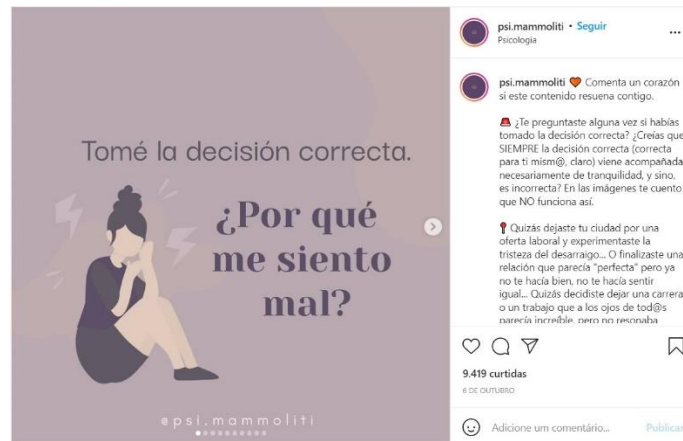 Tomé la decisión correcta.
¿Por qué
me siento
mal?
@psi.mammoliti
psi.mammoliti • Seguir
Psicologia
...
psi.mammoliti 🧡 Comenta un corazón
si este contenido resuena contigo.
🚨 ¿Te preguntaste alguna vez si habías
tomado la decisión correcta? ¿Creías que
SIEMPRE la decisión correcta (correcta
para ti mism@, claro) viene acompañada
necesariamente de tranquilidad, y sino,
es incorrecta? En las imágenes te cuento
que NO funciona así.
📍 Quizás dejaste tu ciudad por una
oferta laboral y experimentaste la
tristeza del desarraigo... O finalizaste una
relación que parecía "perfecta" pero ya
no te hacía bien, no te hacía sentir
igual... Quizás decidiste dejar una carrera
o un trabajo que a los ojos de tod@s
parecía increíble, pero no resonaba
9.419 curtidas
6 DE OUTUBRO
Adicione um comentário...
Publicar